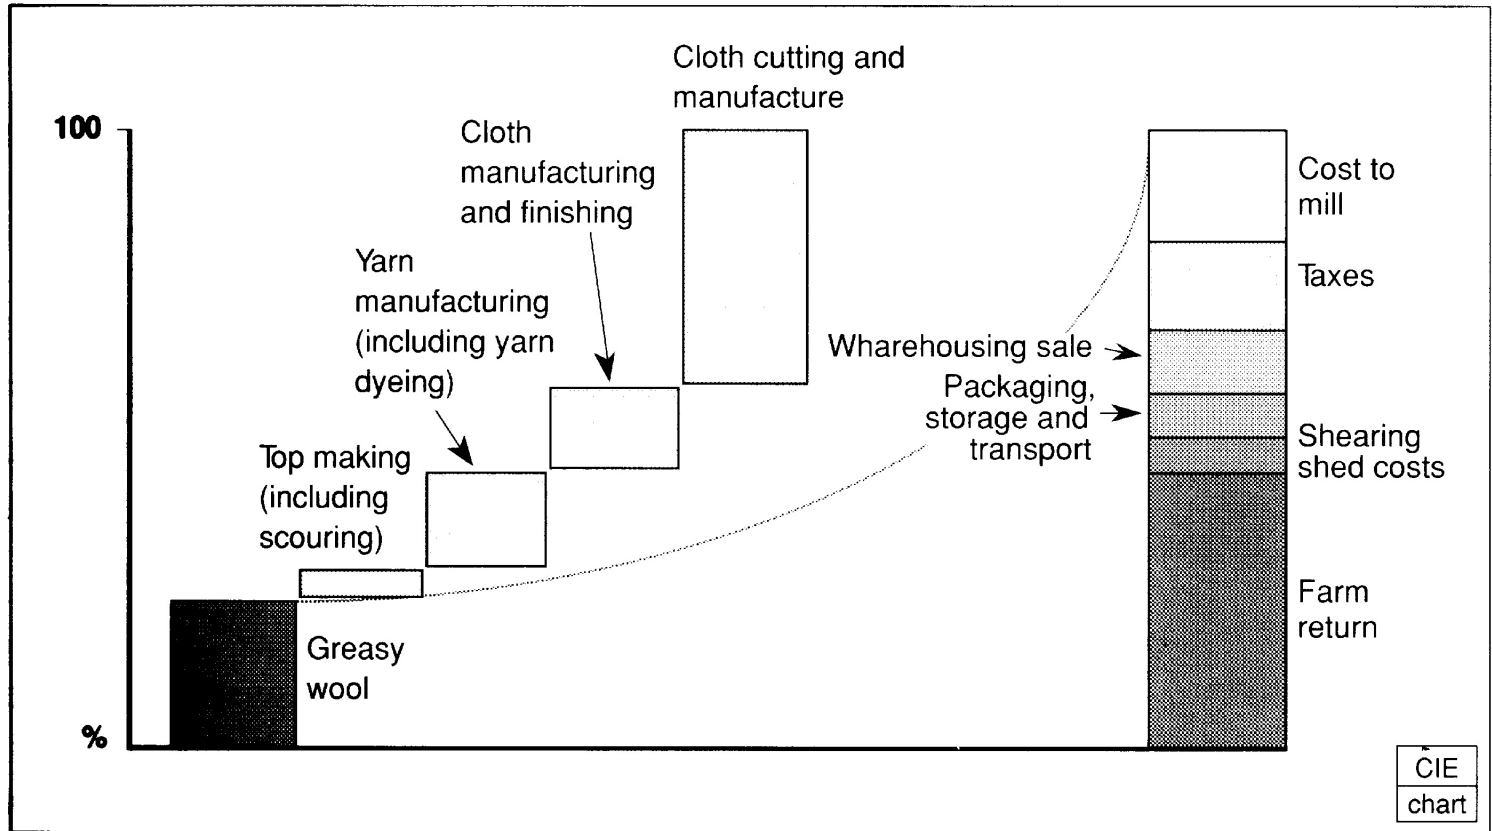 100
%
Greasy
wool
Top making
(including
scouring)
Yarn
manufacturing
(including yarn
dyeing)
Cloth
manufacturing
and finishing
Cloth cutting and
manufacture
Wharehousing sale
Packaging,
storage and
transport
Cost to
mill
Taxes
Shearing
shed costs
Farm
return
CIE
chart